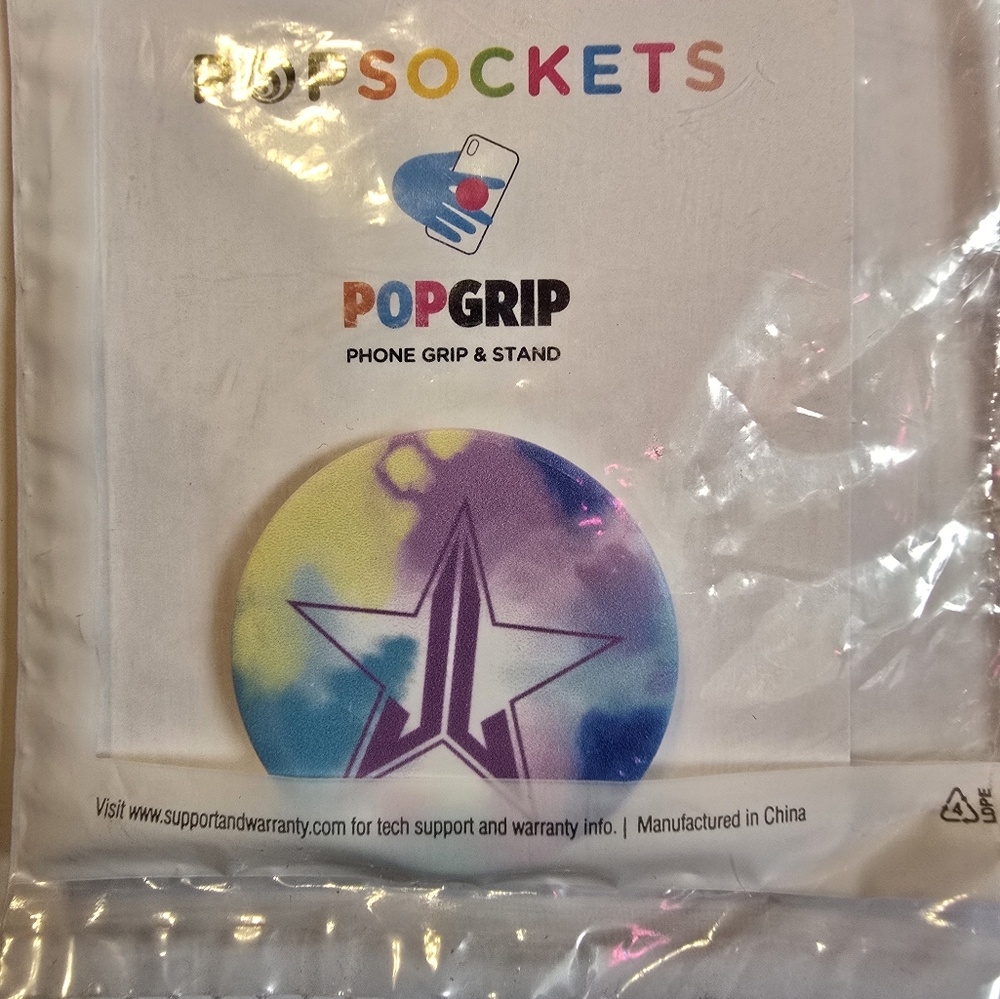 POPSOCKETS
POPGRIP
PHONE GRIP & STAND
Visit www.supportandwarranty.com for tech support and warranty info. | Manufactured in China
4
LDPE